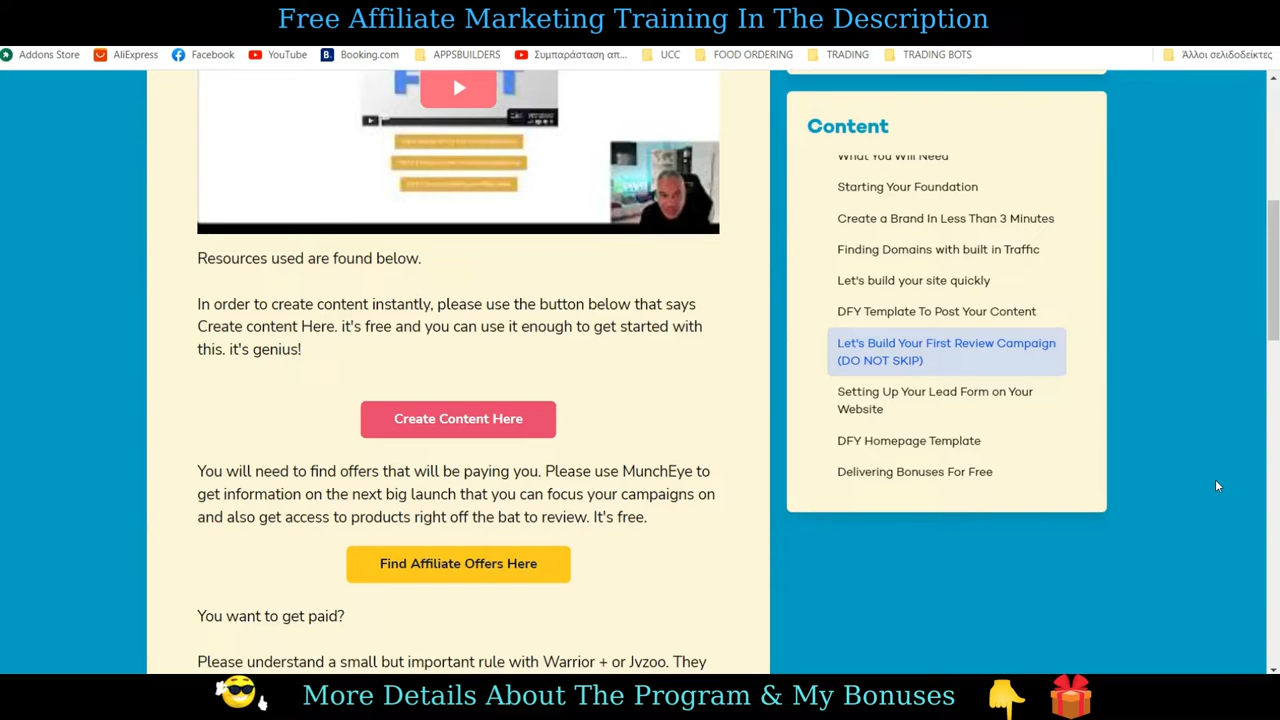 Free Affiliate Marketing Training In The Description
Addons Store AliExpress Facebook YouTube Booking.com APPSBUILDERS Συμπαράσταση απ... UCC FOOD ORDERING TRADING TRADING BOTS Άλλοι σελιδοδείκτες
Resources used are found below.
In order to create content instantly, please use the button below that says
Create content Here. it's free and you can use it enough to get started with
this. it's genius!
Create Content Here
You will need to find offers that will be paying you. Please use MunchEye to
get information on the next big launch that you can focus your campaigns on
and also get access to products right off the bat to review. It's free.
Find Affiliate Offers Here
You want to get paid?
Please understand a small but important rule with Warrior + or Jvzoo. They
Content
What You Will Need
Starting Your Foundation
Create a Brand In Less Than 3 Minutes
Finding Domains with built in Traffic
Let's build your site quickly
DFY Template To Post Your Content
Let's Build Your First Review Campaign
(DO NOT SKIP)
Setting Up Your Lead Form on Your
Website
DFY Homepage Template
Delivering Bonuses For Free
More Details About The Program & My Bonuses